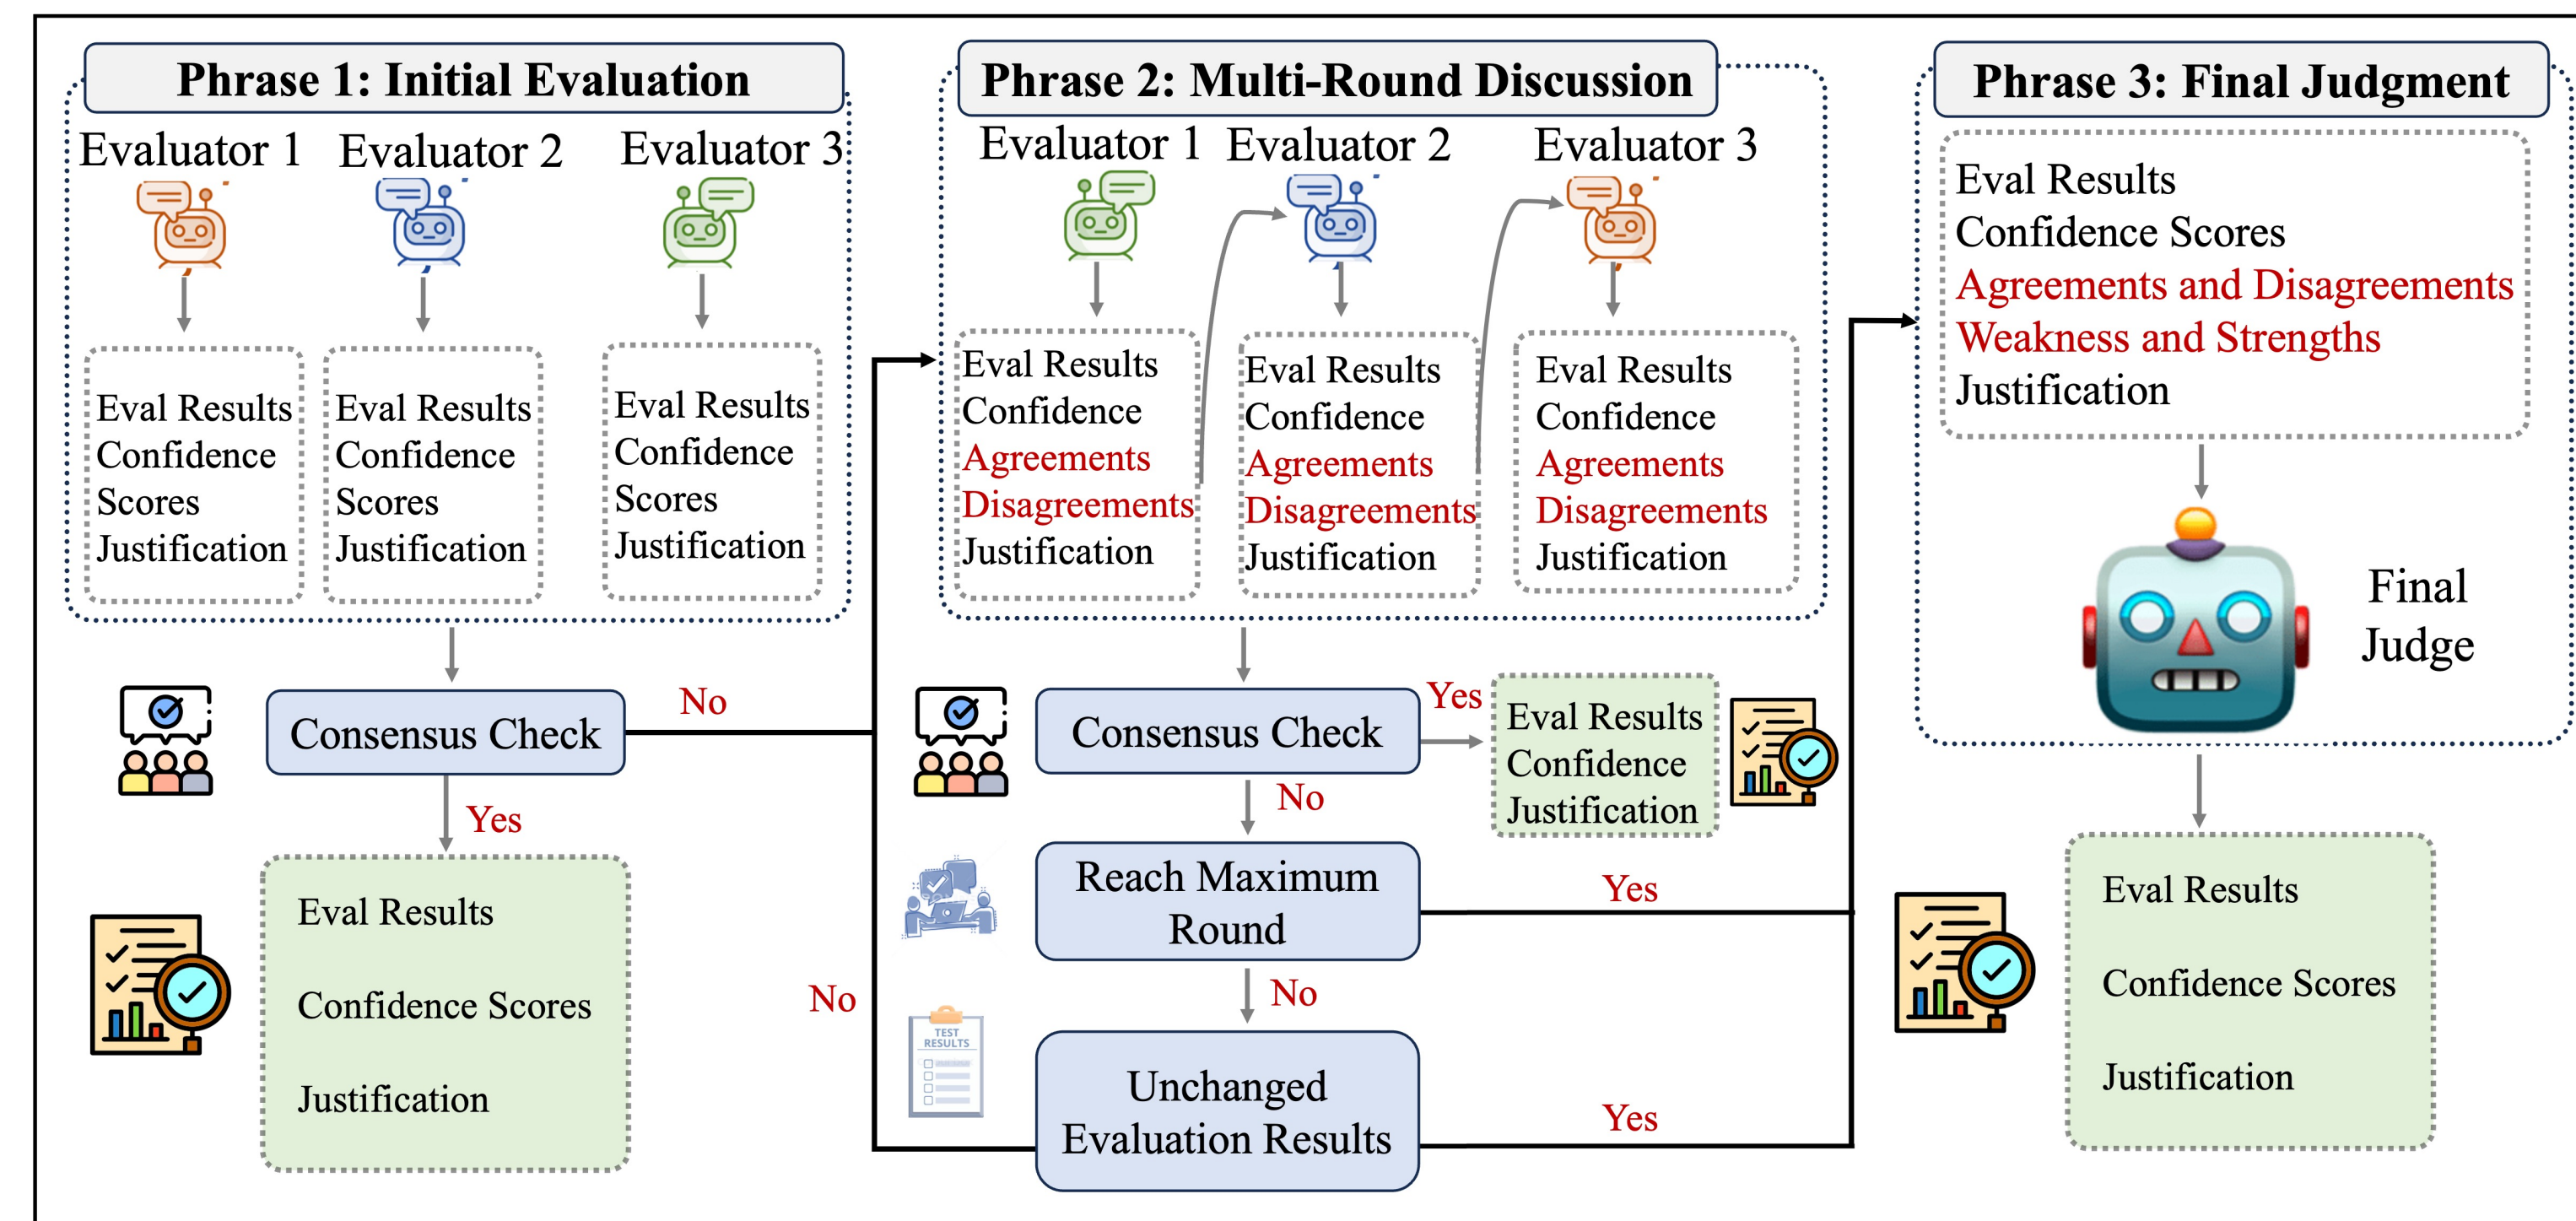 Phrase 1: Initial Evaluation
Evaluator 1
Evaluator 2
Evaluator 3
Eval Results
Confidence
Scores
Justification
Eval Results
Confidence
Scores
Justification
Eval Results
Confidence
Scores
Justification
Consensus Check
No
Yes
Eval Results
Confidence Scores
Justification
Phrase 2: Multi-Round Discussion
Evaluator 1
Evaluator 2
Evaluator 3
Eval Results
Confidence
Agreements
Disagreements
Justification
Eval Results
Confidence
Agreements
Disagreements
Justification
Eval Results
Confidence
Agreements
Disagreements
Justification
Consensus Check
Yes
Eval Results
Confidence
Justification
No
Reach Maximum
Round
Yes
No
No
TEST
RESULTS
Unchanged
Evaluation Results
Yes
Phrase 3: Final Judgment
Eval Results
Confidence Scores
Agreements and Disagreements
Weakness and Strengths
Justification
Final
Judge
Eval Results
Confidence Scores
Justification